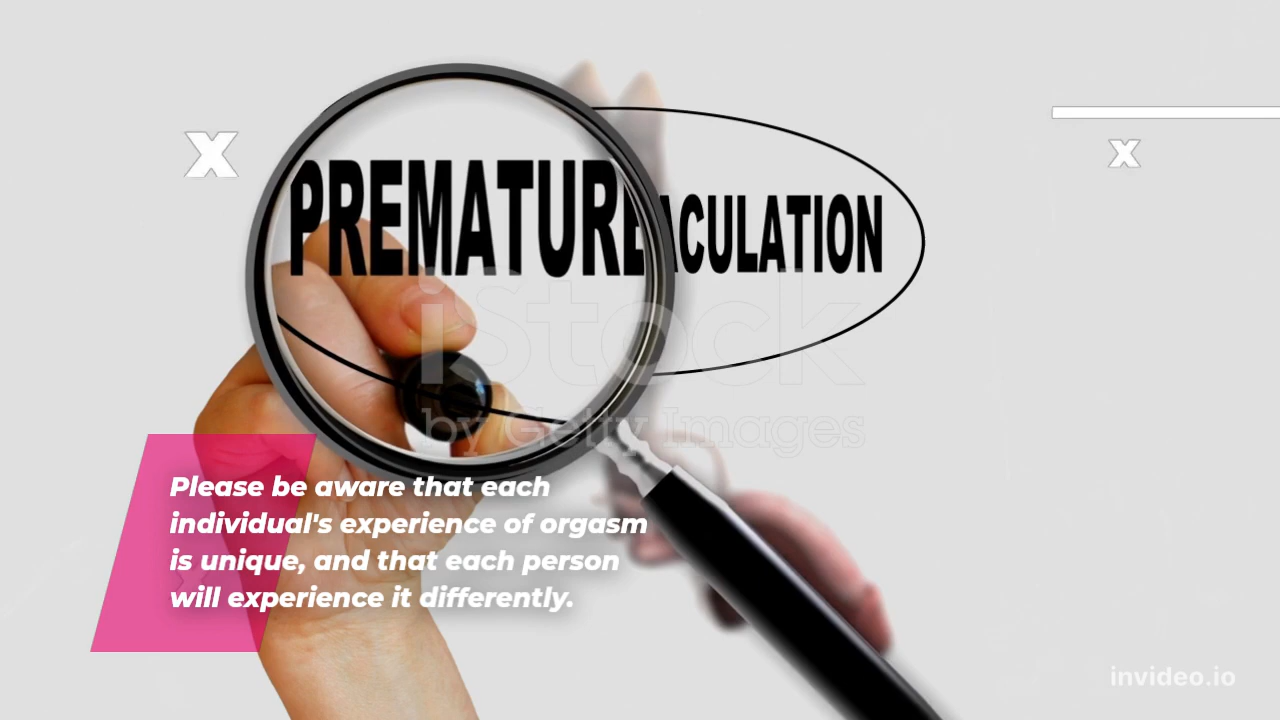 x
x
PREMATURE
ACULATION
iStock
by Getty Images
Please be aware that each
individual's experience of orgasm
is unique, and that each person
will experience it differently.
invideo.io